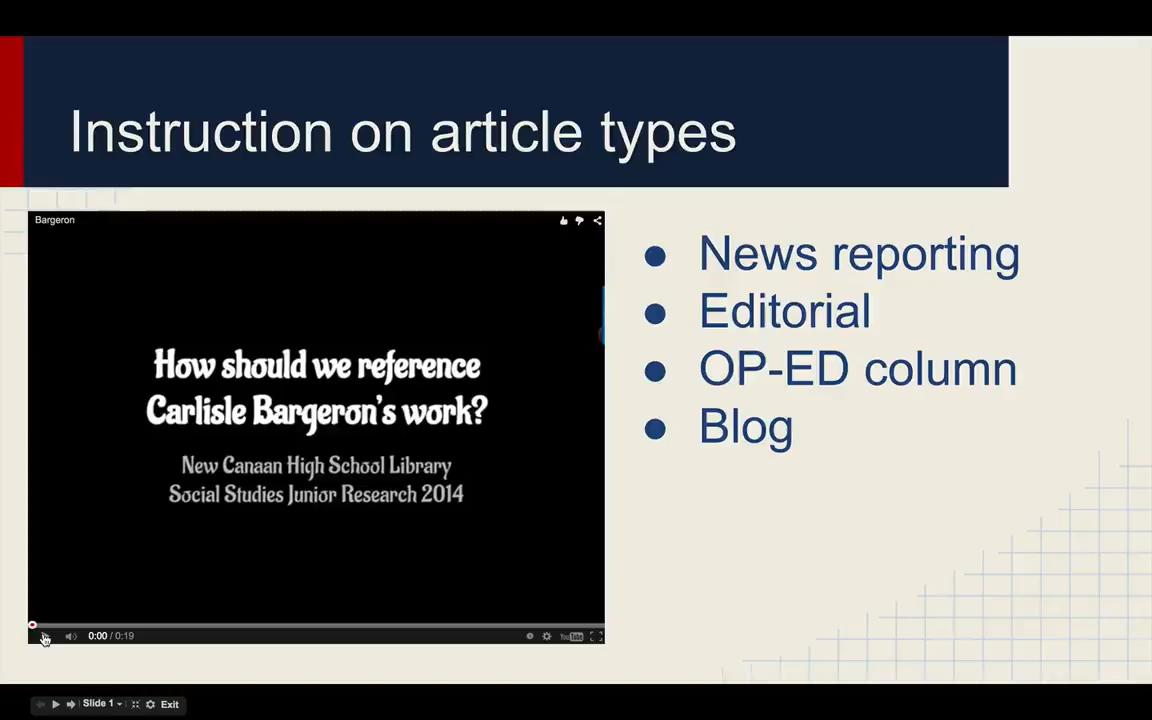 Instruction on article types
Bargeron
How should we reference
Carlisle Bargeron's work?
New Canaan High School Library
Social Studies Junior Research 2014
0:00 / 0:19
YouTube
● News reporting
● Editorial
● OP-ED column
● Blog
Slide 1
Exit